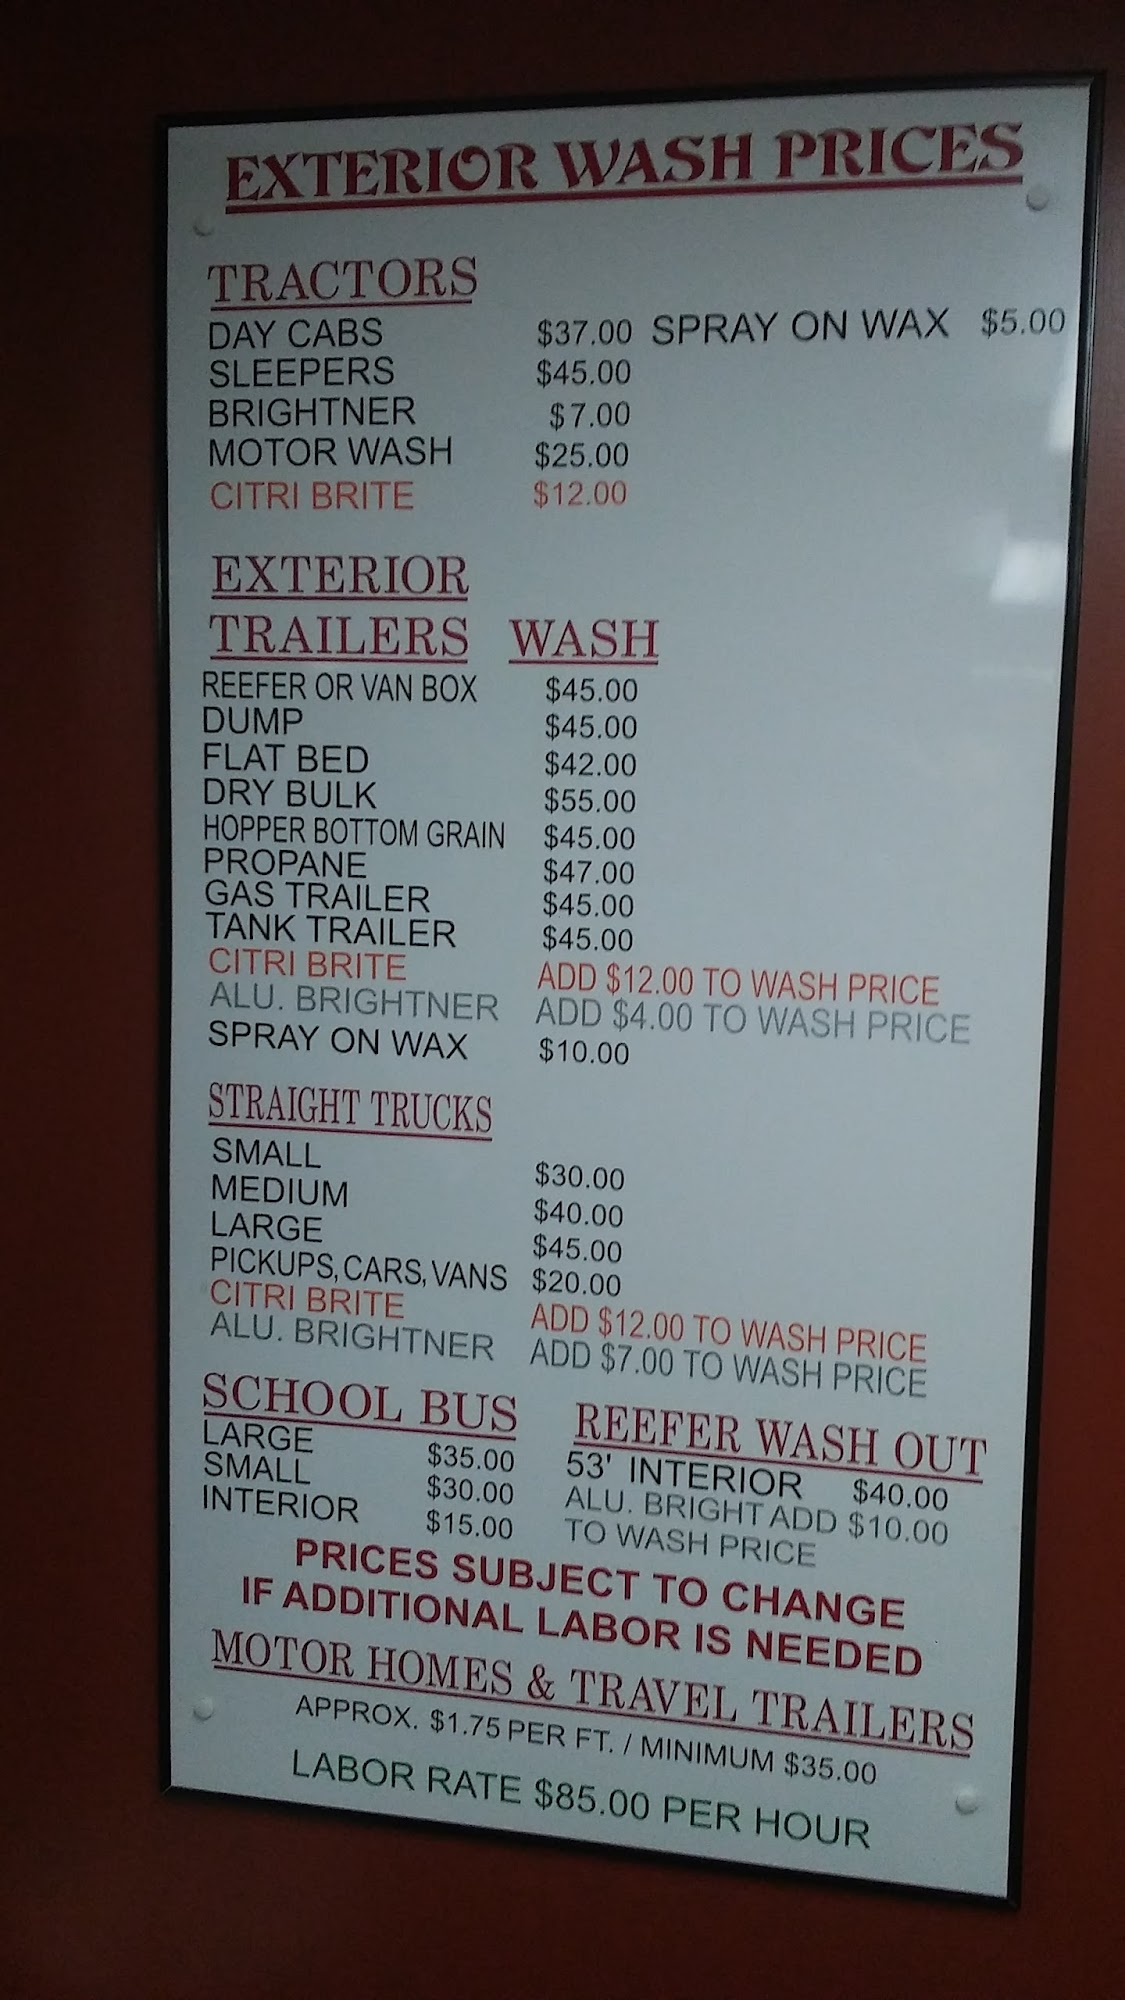 EXTERIOR WASH PRICES
TRACTORS
DAY CABS $37.00 SPRAY ON WAX $5.00
SLEEPERS $45.00
BRIGHTNER $7.00
MOTOR WASH $25.00
CITRI BRITE $12.00
EXTERIOR
TRAILERS WASH
REEFER OR VAN BOX $45.00
DUMP $45.00
FLAT BED $42.00
DRY BULK $55.00
HOPPER BOTTOM GRAIN $45.00
PROPANE $47.00
GAS TRAILER $45.00
TANK TRAILER $45.00
CITRI BRITE ADD $12.00 TO WASH PRICE
ALU. BRIGHTNER ADD $4.00 TO WASH PRICE
SPRAY ON WAX $10.00
STRAIGHT TRUCKS
SMALL $30.00
MEDIUM $40.00
LARGE $45.00
PICKUPS, CARS, VANS $20.00
CITRI BRITE ADD $12.00 TO WASH PRICE
ALU. BRIGHTNER ADD $7.00 TO WASH PRICE
SCHOOL BUS
LARGE $35.00
SMALL $30.00
INTERIOR $15.00
REEFER WASH OUT
53' INTERIOR $40.00
ALU. BRIGHT ADD $10.00
TO WASH PRICE
PRICES SUBJECT TO CHANGE
IF ADDITIONAL LABOR IS NEEDED
MOTOR HOMES & TRAVEL TRAILERS
APPROX. $1.75 PER FT. / MINIMUM $35.00
LABOR RATE $85.00 PER HOUR